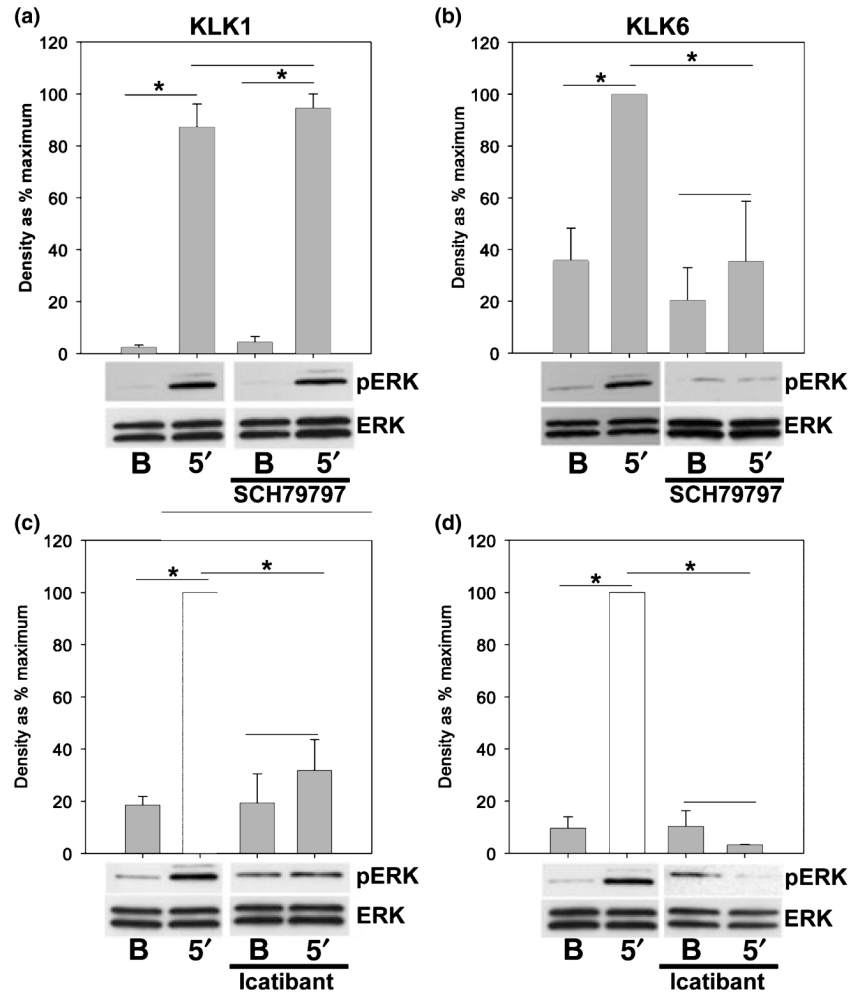 (a)
KLK1
120
100
80
60
40
20
0
Density as % maximum
*
*
pERK
ERK
B 5′ B 5′
SCH79797
(b)
KLK6
120
100
80
60
40
20
0
Density as % maximum
*
*
pERK
ERK
B 5′ B 5′
SCH79797
(c)
120
100
80
60
40
20
0
Density as % maximum
*
*
pERK
ERK
B 5′ B 5′
Icatibant
(d)
120
100
80
60
40
20
0
Density as % maximum
*
*
pERK
ERK
B 5′ B 5′
Icatibant